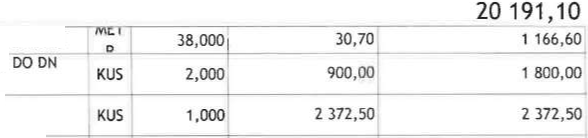 20 191,10
MET
R 38,000 30,70 1 166,60
DO DN KUS 2,000 900,00 1 800,00
KUS 1,000 2 372,50 2 372,50